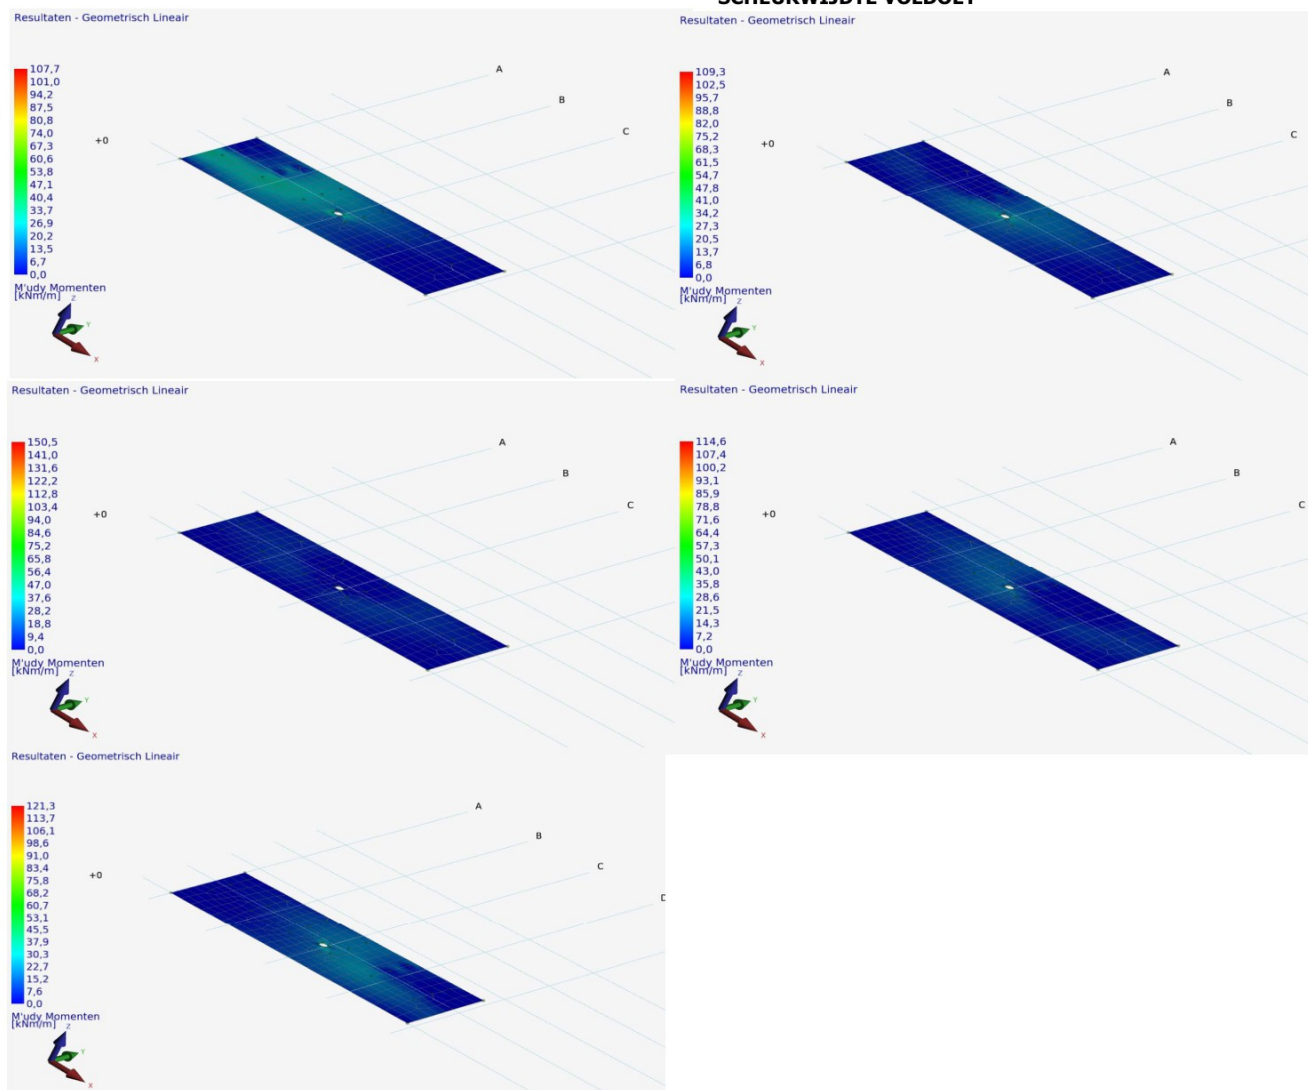 SCHEURWIJDTE VOLDOET
Resultaten - Geometrisch Lineair
107,7
101,0
94,2
87,5
80,8
74,0
67,3
60,6
53,8
47,1
40,4
33,7
26,9
20,2
13,5
6,7
0,0
M'udy Momenten
[kNm/m]
Z
Y
X
+0
A
B
C
Resultaten - Geometrisch Lineair
109,3
102,5
95,7
88,8
82,0
75,2
68,3
61,5
54,7
47,8
41,0
34,2
27,3
20,5
13,7
6,8
0,0
M'udy Momenten
[kNm/m]
Z
Y
X
+0
A
B
C
Resultaten - Geometrisch Lineair
150,5
141,0
131,6
122,2
112,8
103,4
94,0
84,6
75,2
65,8
56,4
47,0
37,6
28,2
18,8
9,4
0,0
M'udy Momenten
[kNm/m]
Z
Y
X
+0
A
B
C
Resultaten - Geometrisch Lineair
114,6
107,4
100,2
93,1
85,9
78,8
71,6
64,4
57,3
50,1
43,0
35,8
28,6
21,5
14,3
7,2
0,0
M'udy Momenten
[kNm/m]
Z
Y
X
+0
A
B
C
Resultaten - Geometrisch Lineair
121,3
113,7
106,1
98,6
91,0
83,4
75,8
68,2
60,7
53,1
45,5
37,9
30,3
22,7
15,2
7,6
0,0
M'udy Momenten
[kNm/m]
Z
Y
X
+0
A
B
C
D